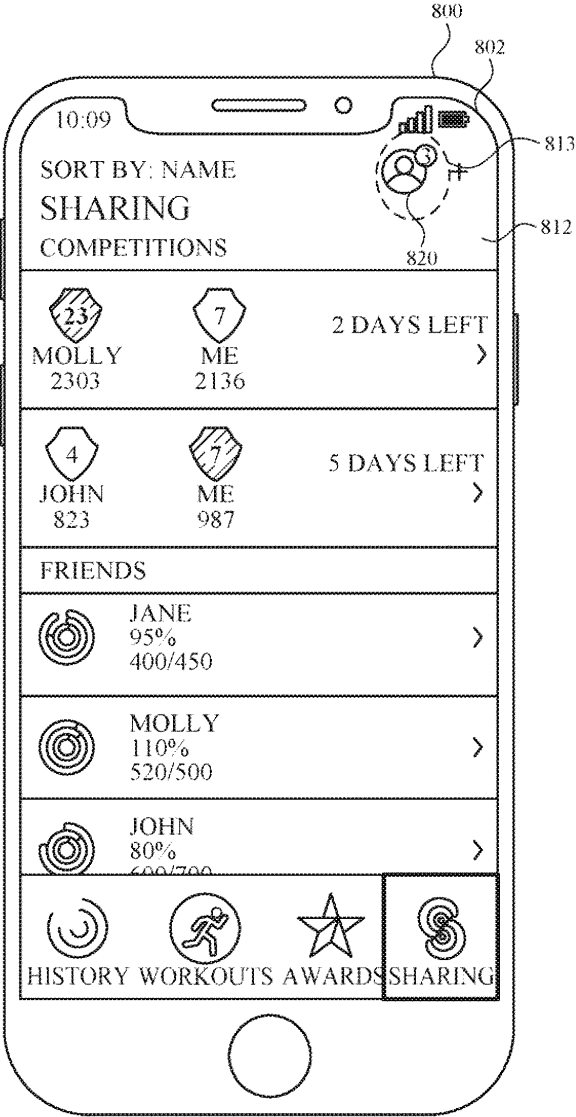 800
802
10:09
813
SORT BY: NAME
3
SHARING
812
COMPETITIONS
820
23
7
2 DAYS LEFT
MOLLY
ME
2303
2136
4
7
5 DAYS LEFT
JOHN
ME
823
987
FRIENDS
JANE
95%
400/450
MOLLY
110%
520/500
JOHN
80%
600/700
HISTORY WORKOUTS AWARDS SHARING